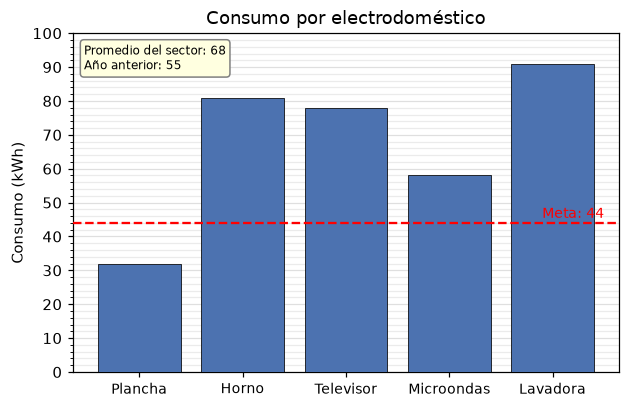 Consumo por electrodoméstico
Promedio del sector: 68
Año anterior: 55
Consumo (kWh)
100
90
80
70
60
50
40
30
20
10
0
Meta: 44
Plancha
Horno
Televisor
Microondas
Lavadora